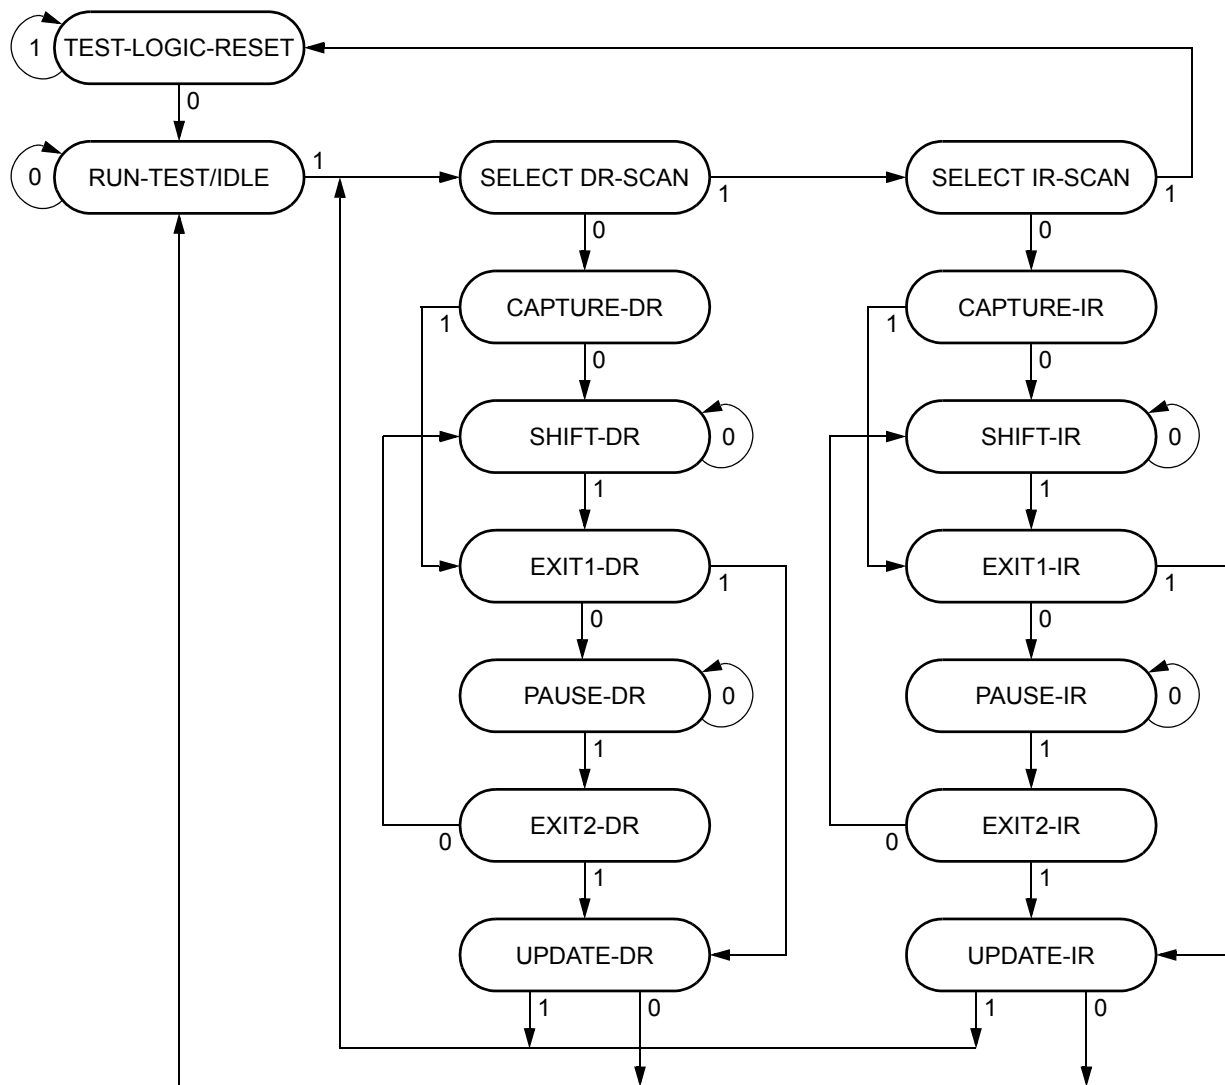 1
TEST-LOGIC-RESET
0
0
RUN-TEST/IDLE
1
SELECT DR-SCAN
1
SELECT IR-SCAN
1
0
0
CAPTURE-DR
CAPTURE-IR
1
1
0
0
SHIFT-DR
0
SHIFT-IR
0
1
1
EXIT1-DR
1
EXIT1-IR
1
0
0
PAUSE-DR
0
PAUSE-IR
0
1
1
EXIT2-DR
EXIT2-IR
0
0
1
1
UPDATE-DR
UPDATE-IR
1
0
1
0